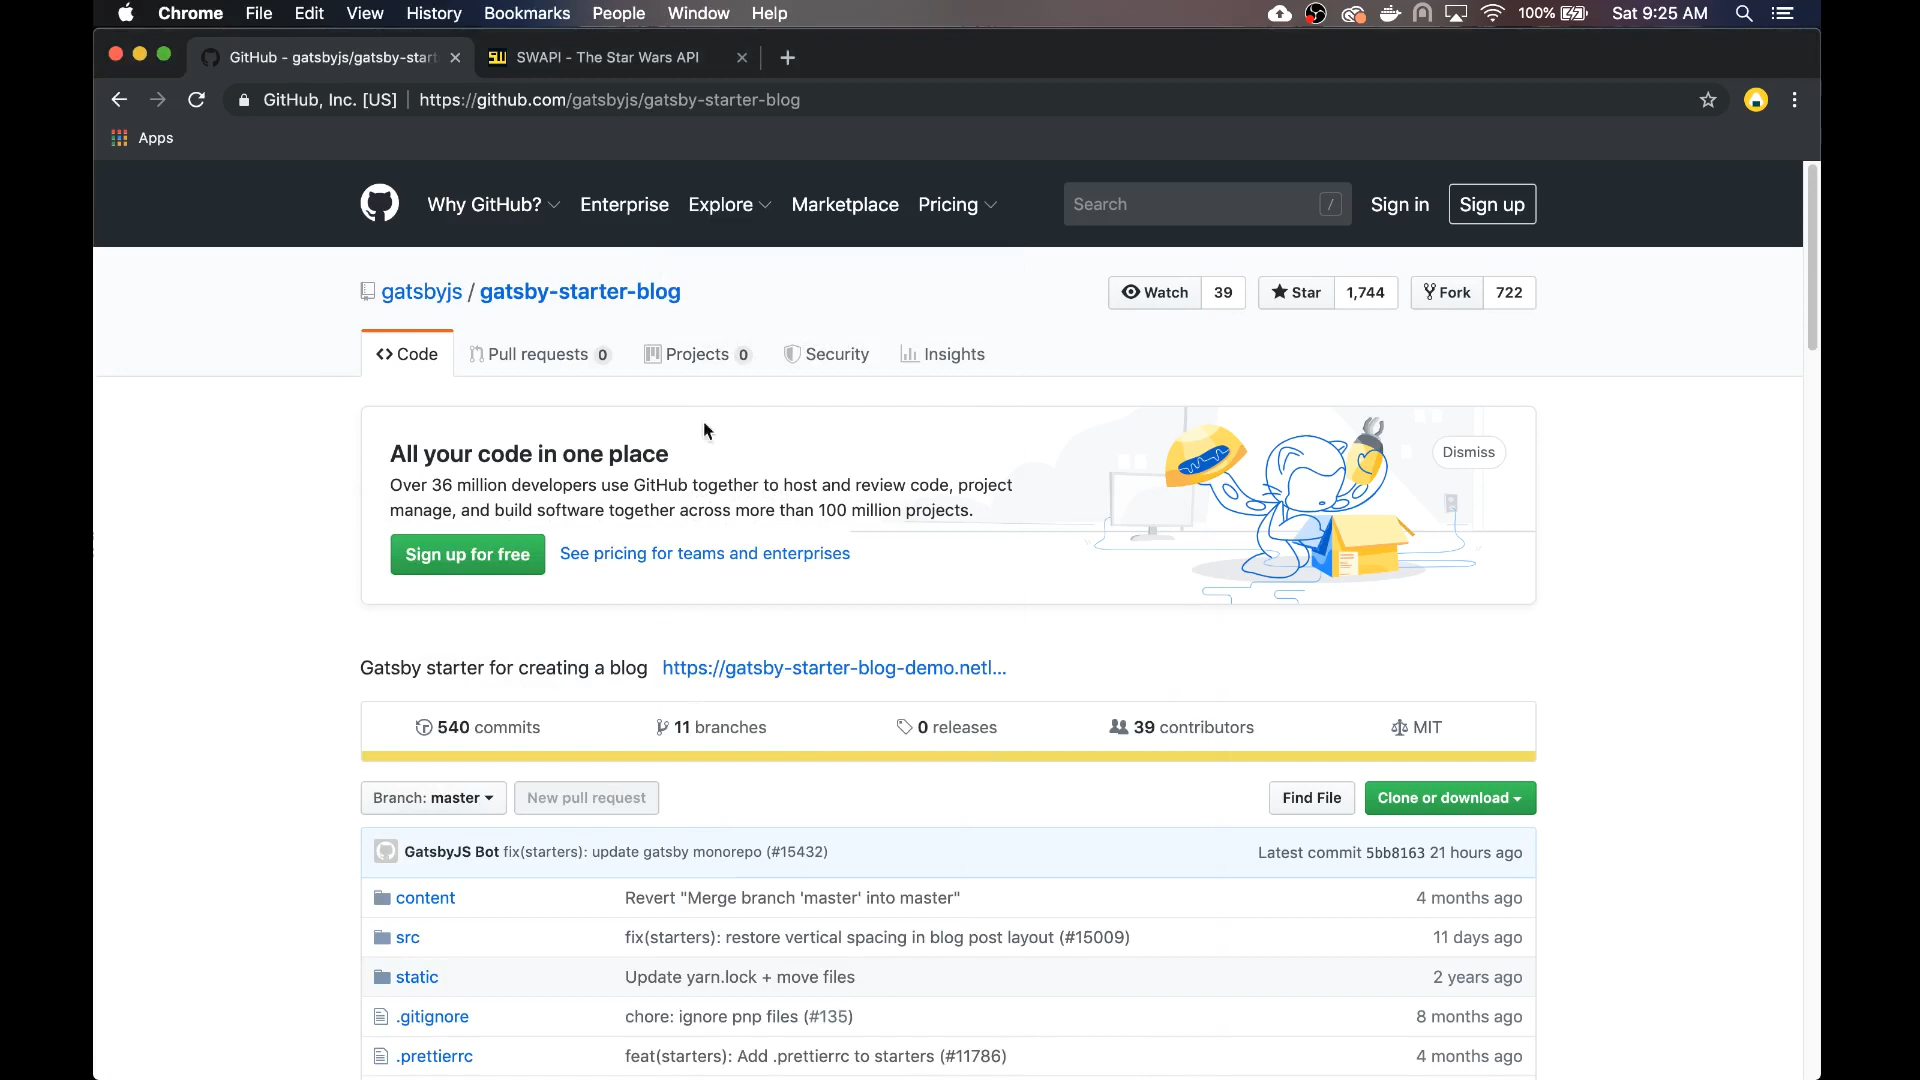 Chrome File Edit View History Bookmarks People Window Help 100% Sat 9:25 AM
GitHub - gatsbyjs/gatsby-start SWAPI - The Star Wars API
GitHub, Inc. [US] https://github.com/gatsbyjs/gatsby-starter-blog
Apps
Why GitHub? Enterprise Explore Marketplace Pricing Search / Sign in Sign up
gatsbyjs / gatsby-starter-blog Watch 39 Star 1,744 Fork 722
Code Pull requests 0 Projects 0 Security Insights
All your code in one place Dismiss
Over 36 million developers use GitHub together to host and review code, project
manage, and build software together across more than 100 million projects.
Sign up for free See pricing for teams and enterprises
Gatsby starter for creating a blog https://gatsby-starter-blog-demo.netl...
540 commits 11 branches 0 releases 39 contributors MIT
Branch: master New pull request Find File Clone or download
GatsbyJS Bot fix(starters): update gatsby monorepo (#15432) Latest commit 5bb8163 21 hours ago
content Revert "Merge branch 'master' into master" 4 months ago
src fix(starters): restore vertical spacing in blog post layout (#15009) 11 days ago
static Update yarn.lock + move files 2 years ago
.gitignore chore: ignore pnp files (#135) 8 months ago
.prettierrc feat(starters): Add .prettierrc to starters (#11786) 4 months ago